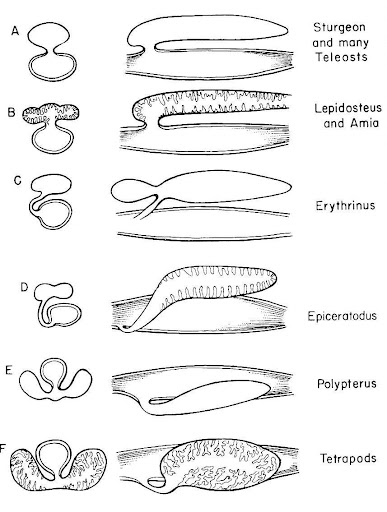 A
Sturgeon
and many
Teleosts
B
Lepidosteus
and Amia
C
Erythrinus
D
Epiceratodus
E
Polypterus
F
Tetrapods